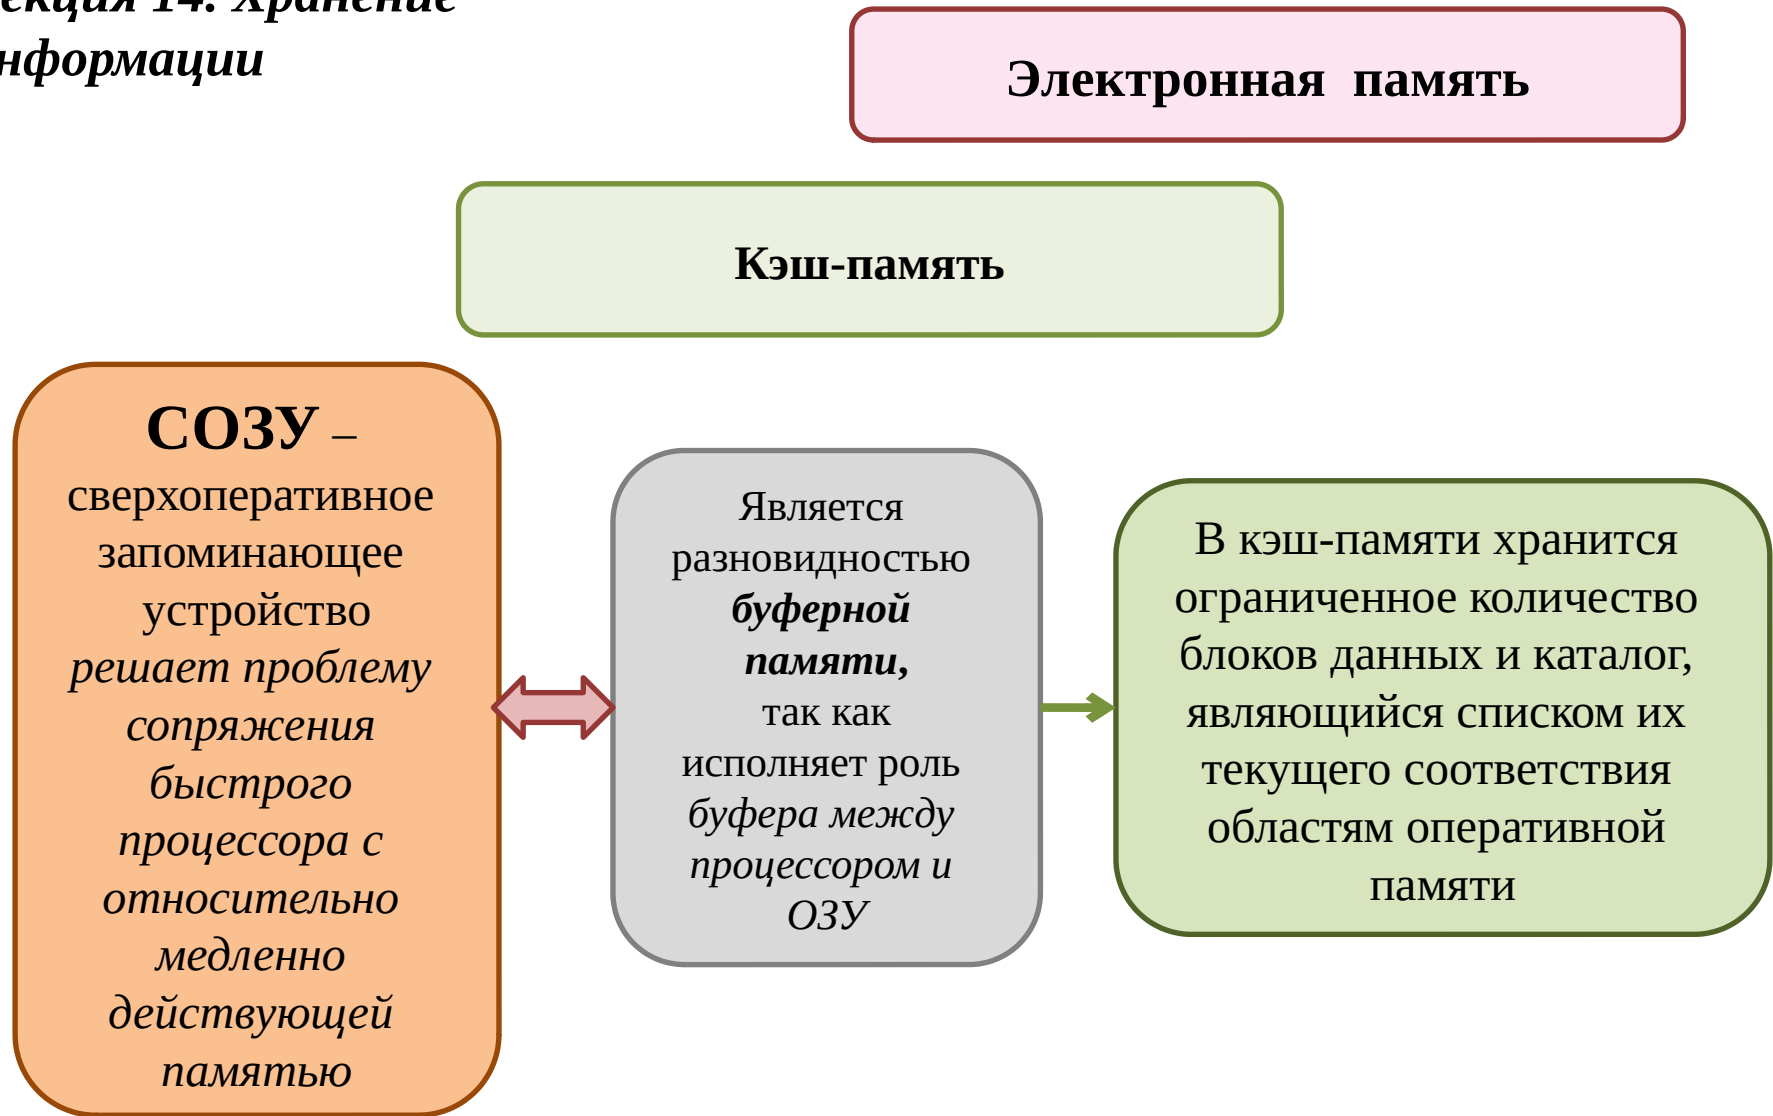 екция 14. Хранение
нформации
Электронная память
Кэш-память
СОЗУ –
сверхоперативное
запоминающее
устройство
решает проблему
сопряжения
быстрого
процессора с
относительно
медленно
действующей
памятью
Является
разновидностью
буферной
памяти,
так как
исполняет роль
буфера между
процессором и
ОЗУ
В кэш-памяти хранится
ограниченное количество
блоков данных и каталог,
являющийся списком их
текущего соответствия
областям оперативной
памяти